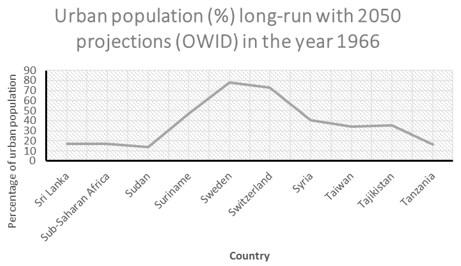 Urban population (%) long-run with 2050
projections (OWID) in the year 1966
Percentage of urban population
90
80
70
60
50
40
30
20
10
0
Sri Lanka
Sub-Saharan Africa
Sudan
Suriname
Sweden
Switzerland
Syria
Taiwan
Tajikistan
Tanzania
Country